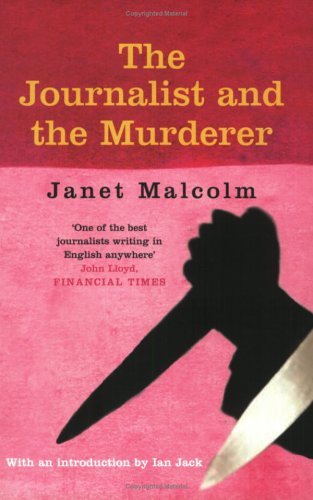 The
Journalist and
the Murderer
Janet Malcolm
‘One of the best
journalists writing in
English anywhere’
John Lloyd,
FINANCIAL TIMES
With an introduction by Ian Jack